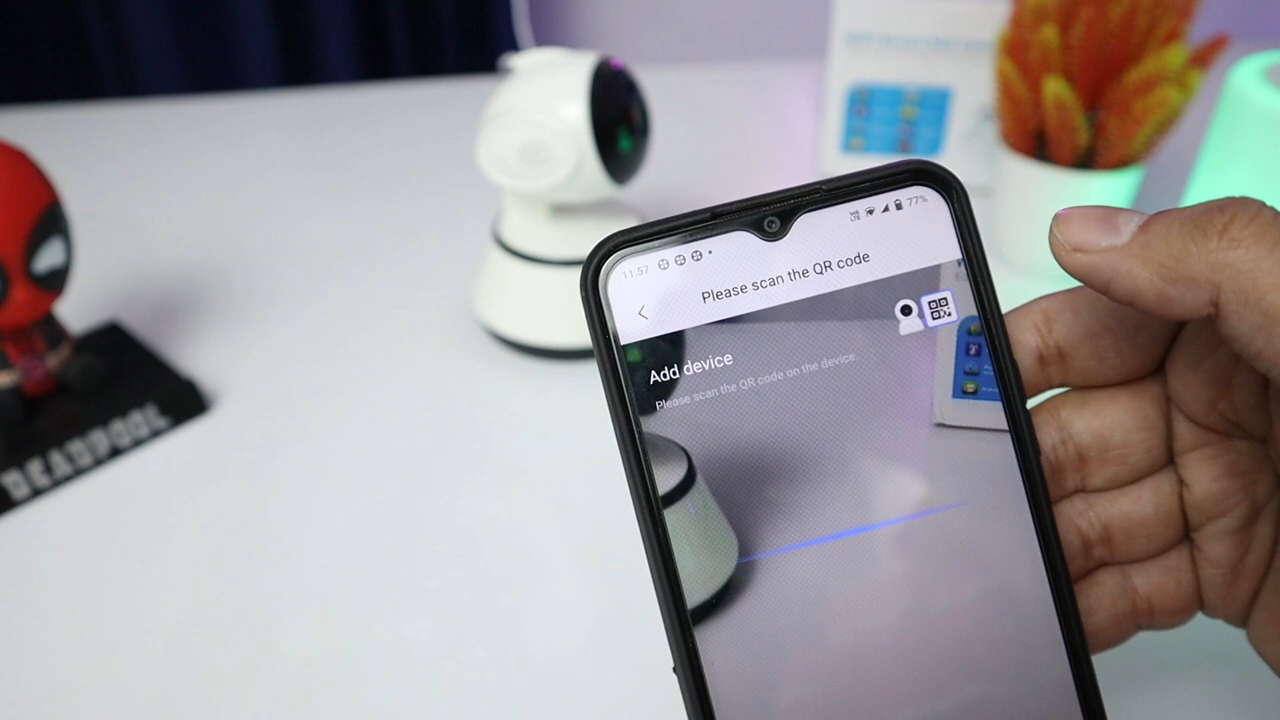 DEADPOOL
11:57
VoLTE 77%
Please scan the QR code
Add device
Please scan the QR code on the device.